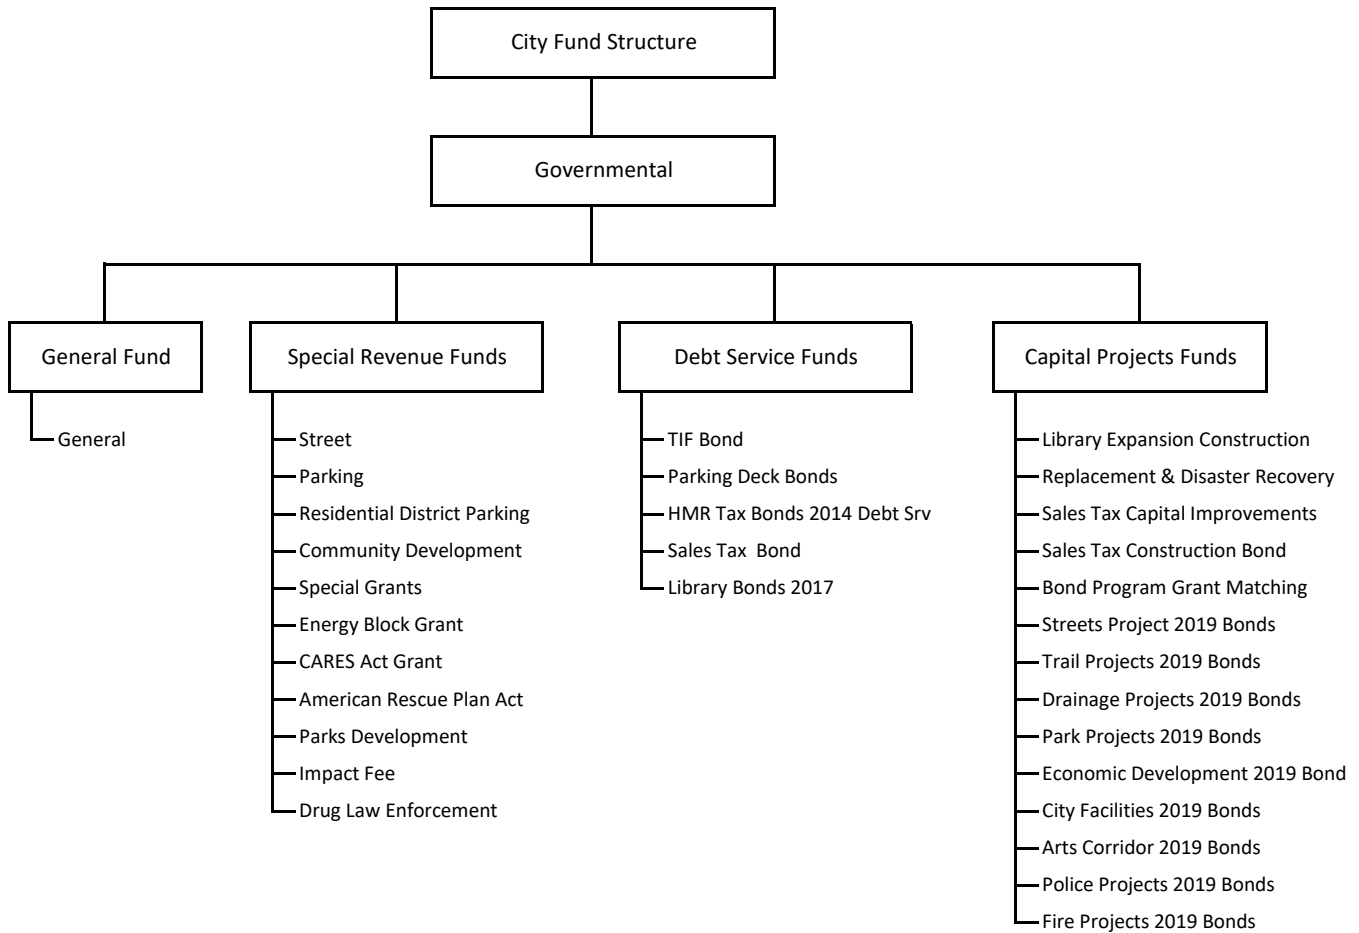 City Fund Structure
Governmental
General Fund
Special Revenue Funds
Debt Service Funds
Capital Projects Funds
General
Street
Parking
Residential District Parking
Community Development
Special Grants
Energy Block Grant
CARES Act Grant
American Rescue Plan Act
Parks Development
Impact Fee
Drug Law Enforcement
TIF Bond
Parking Deck Bonds
HMR Tax Bonds 2014 Debt Srv
Sales Tax  Bond
Library Bonds 2017
Library Expansion Construction
Replacement & Disaster Recovery
Sales Tax Capital Improvements
Sales Tax Construction Bond
Bond Program Grant Matching
Streets Project 2019 Bonds
Trail Projects 2019 Bonds
Drainage Projects 2019 Bonds
Park Projects 2019 Bonds
Economic Development 2019 Bond
City Facilities 2019 Bonds
Arts Corridor 2019 Bonds
Police Projects 2019 Bonds
Fire Projects 2019 Bonds